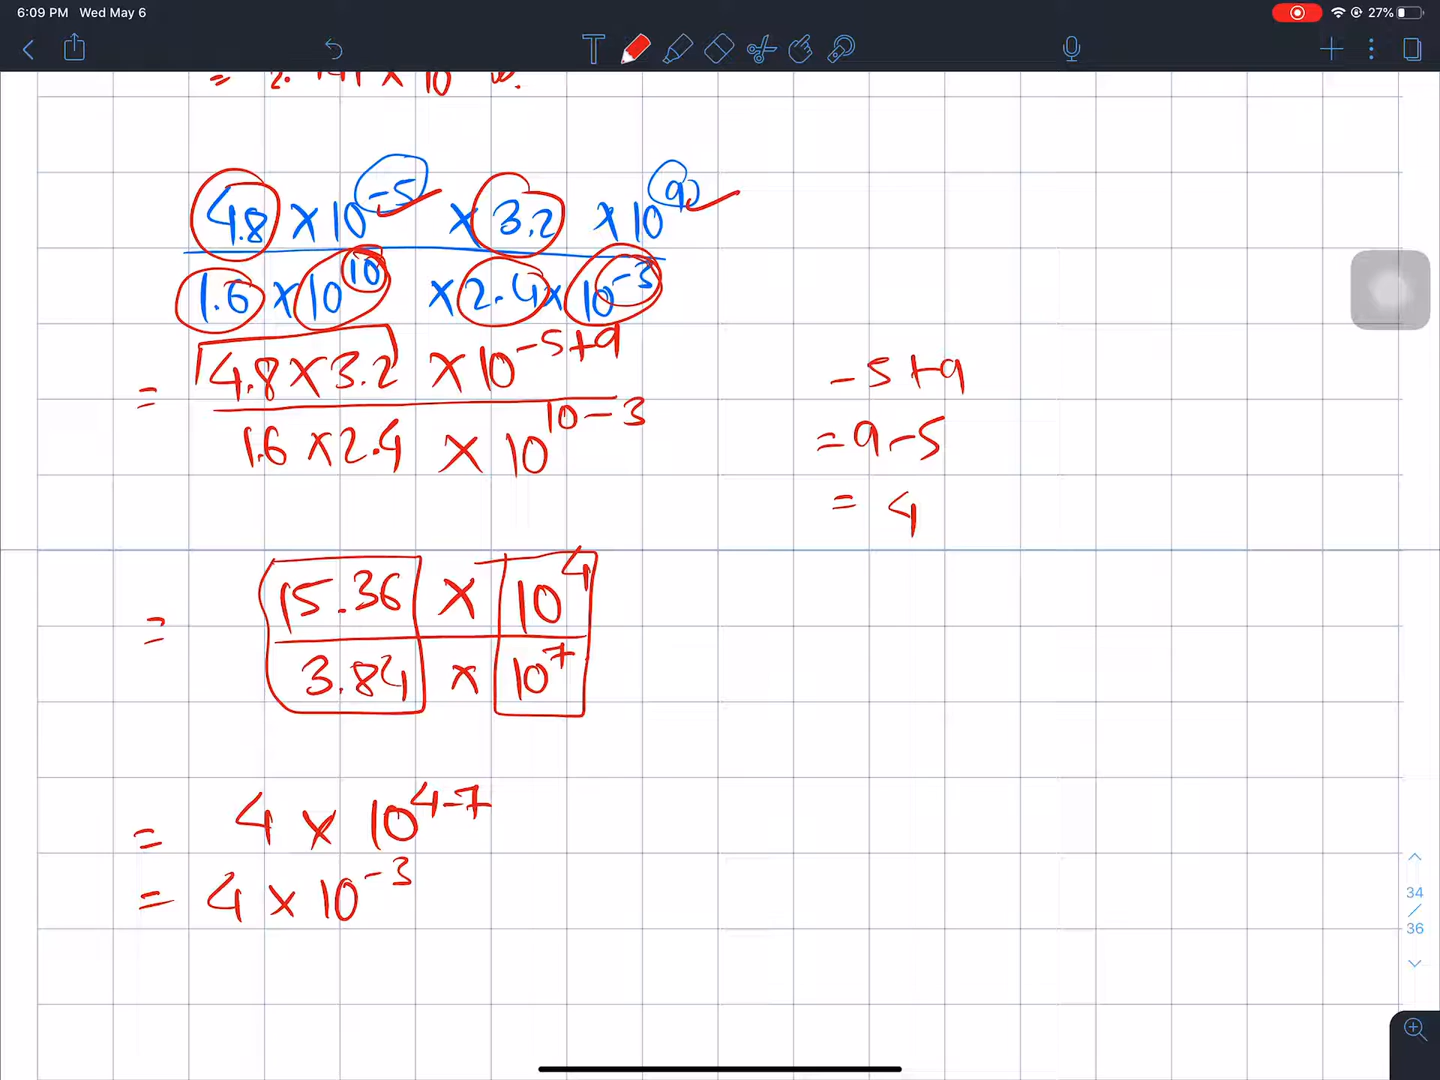 6:09 PM Wed May 6
27%
=
4.8 ×10^-5 ×3.2 ×10^9
1.6 ×10^10 ×2.4×10^-3
= 4.8×3.2 ×10^-5+9
1.6 ×2.4 × 10^10-3
-5+9
=9-5
= 4
= 15.36 × 10^4
3.84 × 10^7
= 4 × 10^4-7
= 4 ×10^-3
34
/
36